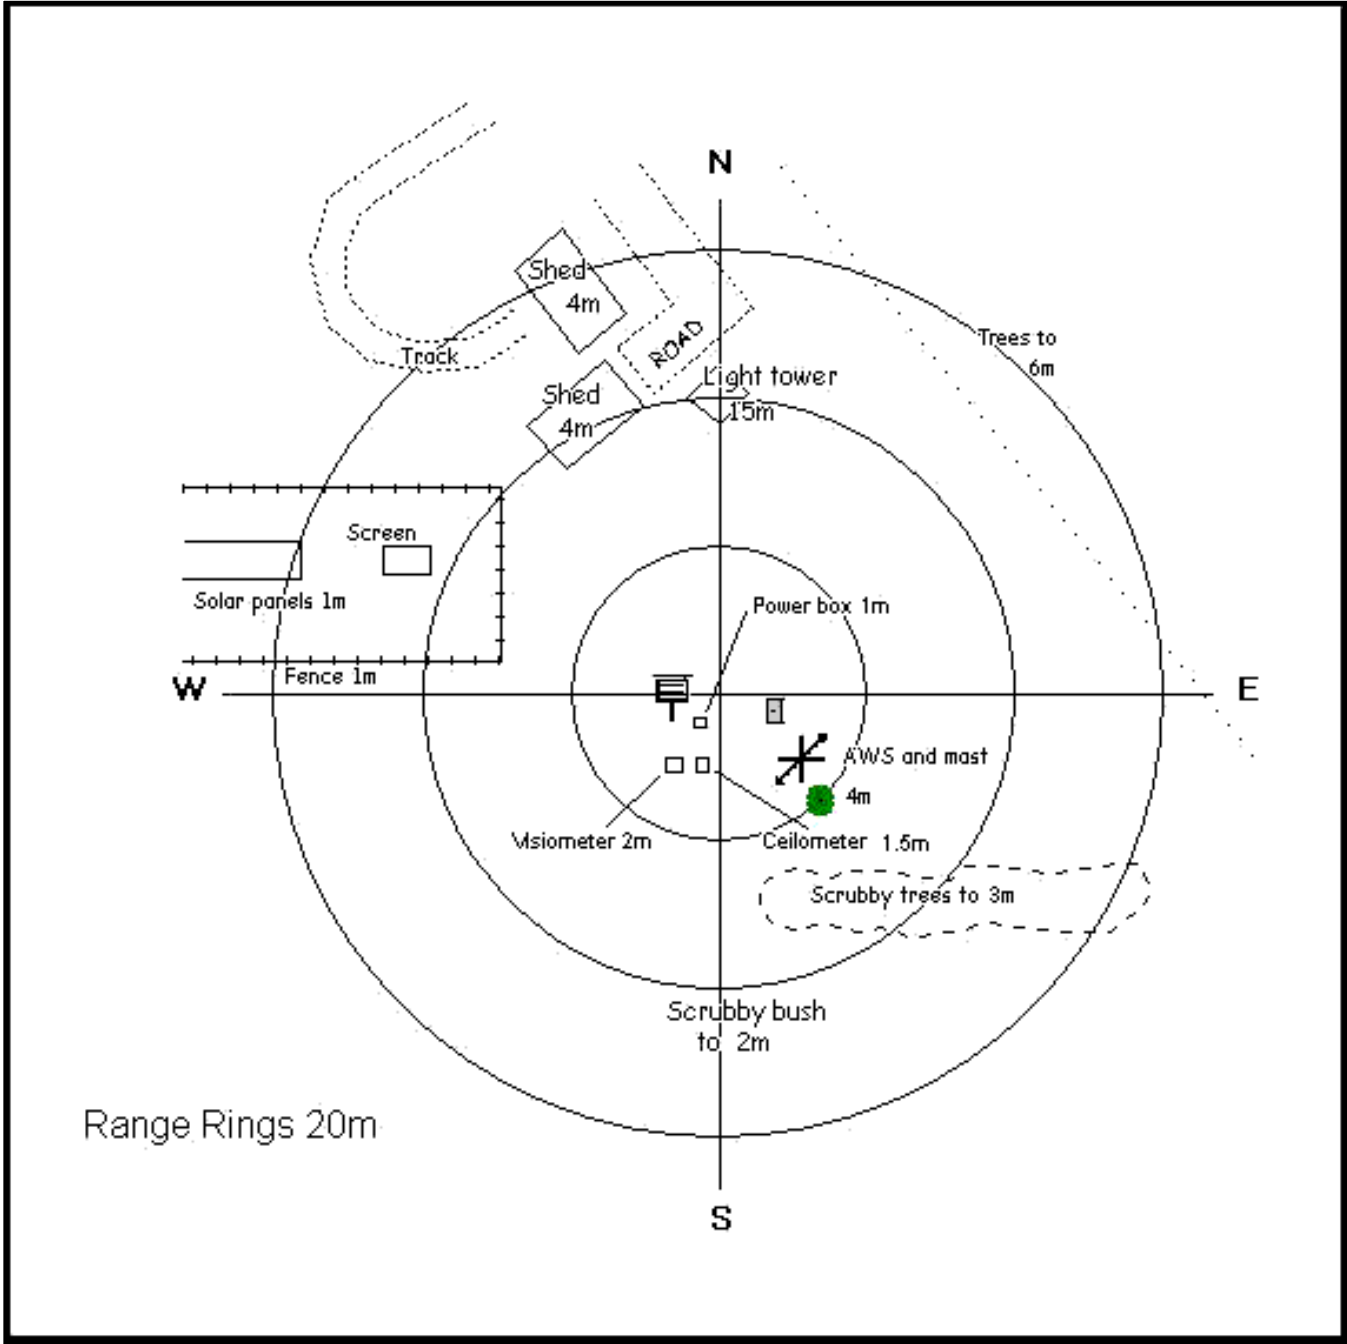 N
Shed
4m
ROAD
Trees to
6m
Track
Light tower
15m
Shed
4m
Screen
Solar panels 1m
Power box 1m
Fence 1m
W
E
AWS and mast
4m
Visiometer 2m
Ceilometer 1.5m
Scrubby trees to 3m
Scrubby bush
to 2m
Range Rings 20m
S